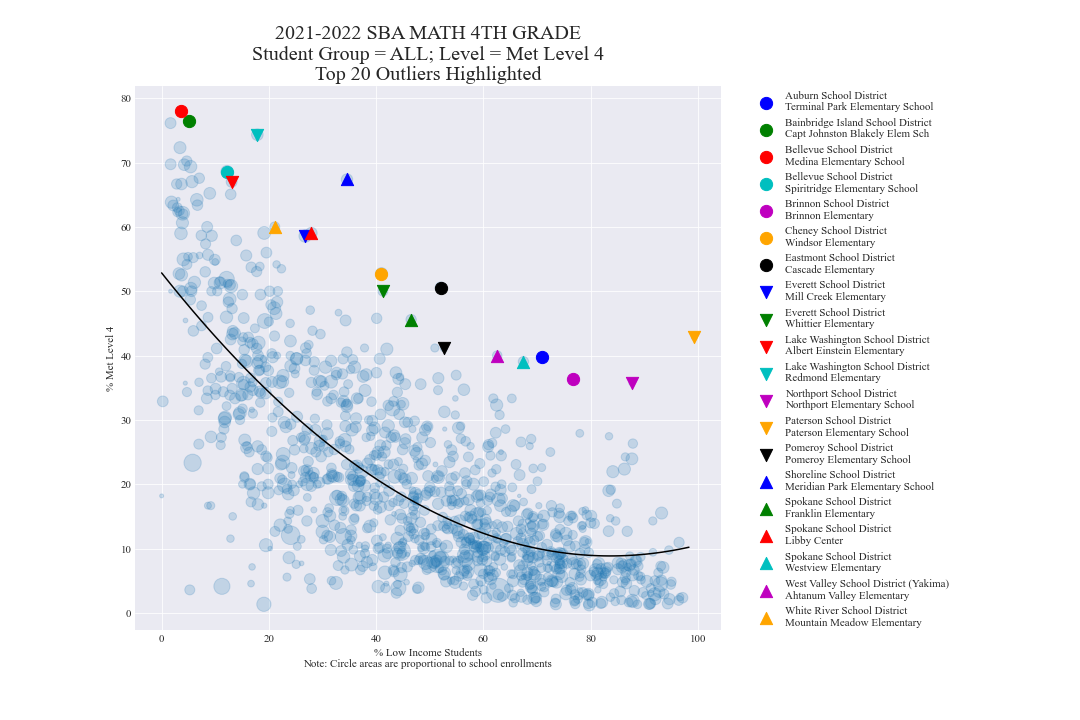 2021-2022 SBA MATH 4TH GRADE
Student Group = ALL; Level = Met Level 4
Top 20 Outliers Highlighted
% Met Level 4
80
70
60
50
40
30
20
10
0
0 20 40 60 80 100
% Low Income Students
Note: Circle areas are proportional to school enrollments
Auburn School District
Terminal Park Elementary School
Bainbridge Island School District
Capt Johnston Blakely Elem Sch
Bellevue School District
Medina Elementary School
Bellevue School District
Spiritridge Elementary School
Brinnon School District
Brinnon Elementary
Cheney School District
Windsor Elementary
Eastmont School District
Cascade Elementary
Everett School District
Mill Creek Elementary
Everett School District
Whittier Elementary
Lake Washington School District
Albert Einstein Elementary
Lake Washington School District
Redmond Elementary
Northport School District
Northport Elementary School
Paterson School District
Paterson Elementary School
Pomeroy School District
Pomeroy Elementary School
Shoreline School District
Meridian Park Elementary School
Spokane School District
Franklin Elementary
Spokane School District
Libby Center
Spokane School District
Westview Elementary
West Valley School District (Yakima)
Ahtanum Valley Elementary
White River School District
Mountain Meadow Elementary